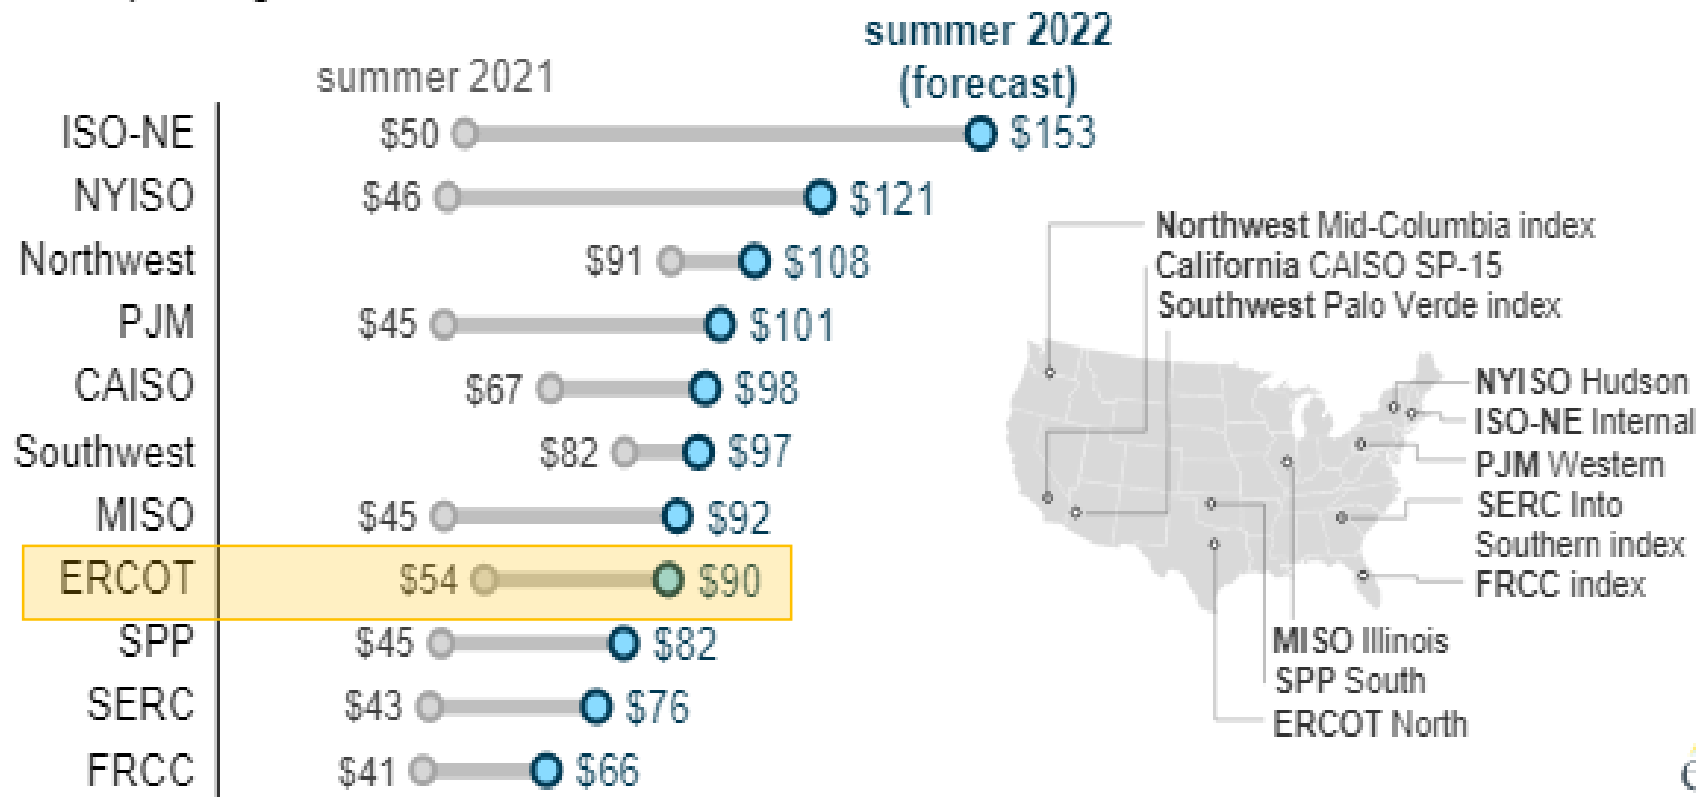 summer 2021
summer 2022
(forecast)
ISO-NE $50 $153
NYISO $46 $121
Northwest $91 $108
PJM $45 $101
CAISO $67 $98
Southwest $82 $97
MISO $45 $92
ERCOT $54 $90
SPP $45 $82
SERC $43 $76
FRCC $41 $66
Northwest Mid-Columbia index
California CAISO SP-15
Southwest Palo Verde index
NYISO Hudson
ISO-NE Internal
PJM Western
SERC Into
Southern index
FRCC index
MISO Illinois
SPP South
ERCOT North